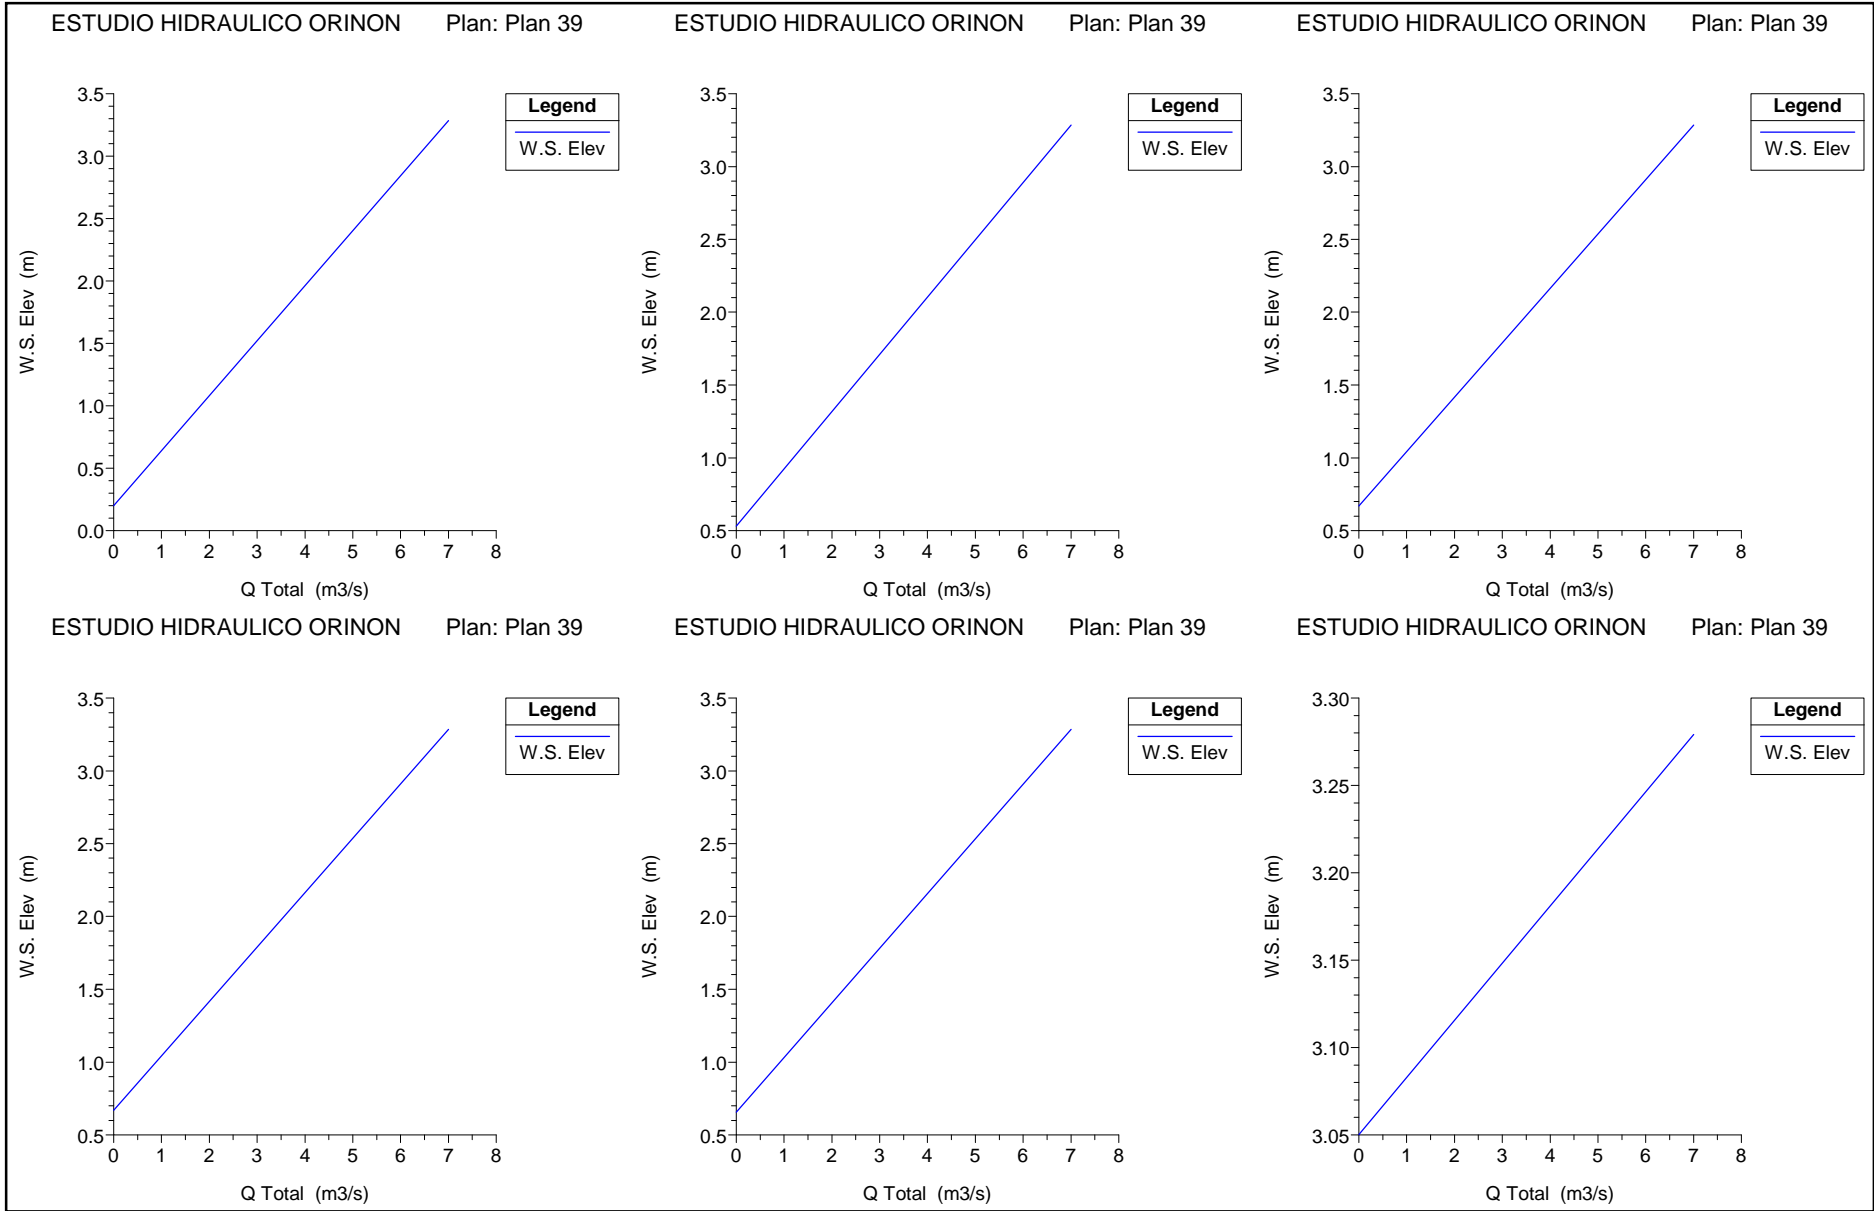 ESTUDIO HIDRAULICO ORINON Plan: Plan 39
3.5
3.0
2.5
2.0
1.5
1.0
0.5
0.0
W.S. Elev (m)
0 1 2 3 4 5 6 7 8
Q Total (m3/s)
Legend
W.S. Elev
ESTUDIO HIDRAULICO ORINON Plan: Plan 39
3.5
3.0
2.5
2.0
1.5
1.0
0.5
W.S. Elev (m)
0 1 2 3 4 5 6 7 8
Q Total (m3/s)
Legend
W.S. Elev
ESTUDIO HIDRAULICO ORINON Plan: Plan 39
3.5
3.0
2.5
2.0
1.5
1.0
0.5
W.S. Elev (m)
0 1 2 3 4 5 6 7 8
Q Total (m3/s)
Legend
W.S. Elev
ESTUDIO HIDRAULICO ORINON Plan: Plan 39
3.5
3.0
2.5
2.0
1.5
1.0
0.5
W.S. Elev (m)
0 1 2 3 4 5 6 7 8
Q Total (m3/s)
Legend
W.S. Elev
ESTUDIO HIDRAULICO ORINON Plan: Plan 39
3.5
3.0
2.5
2.0
1.5
1.0
0.5
W.S. Elev (m)
0 1 2 3 4 5 6 7 8
Q Total (m3/s)
Legend
W.S. Elev
ESTUDIO HIDRAULICO ORINON Plan: Plan 39
3.30
3.25
3.20
3.15
3.10
3.05
W.S. Elev (m)
0 1 2 3 4 5 6 7 8
Q Total (m3/s)
Legend
W.S. Elev